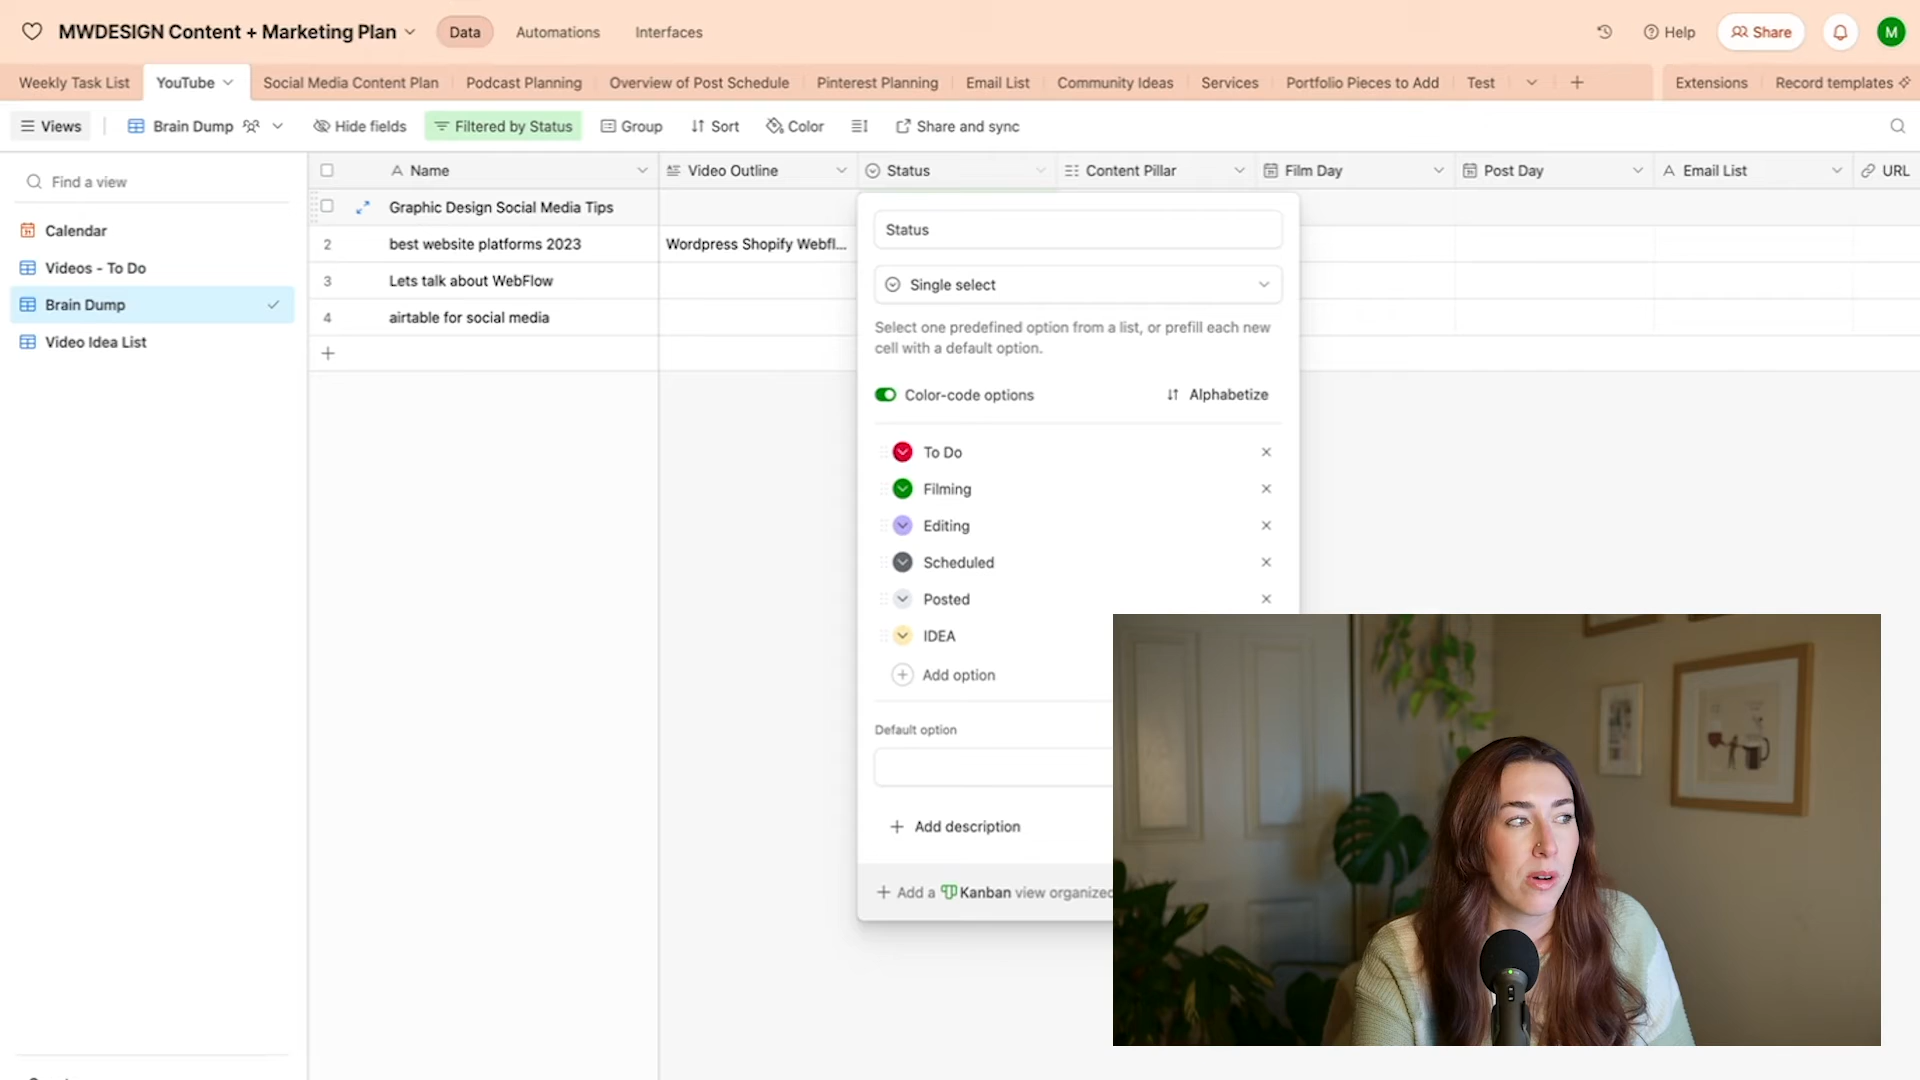 MWDESIGN Content + Marketing Plan
Data
Automations
Interfaces
Help
Share
M
Weekly Task List
YouTube
Social Media Content Plan
Podcast Planning
Overview of Post Schedule
Pinterest Planning
Email List
Community Ideas
Services
Portfolio Pieces to Add
Test
Extensions
Record templates
Views
Brain Dump
Hide fields
Filtered by Status
Group
Sort
Color
Share and sync
Find a view
Calendar
Videos - To Do
Brain Dump
Video Idea List
Name
Video Outline
Status
Content Pillar
Film Day
Post Day
Email List
URL
Graphic Design Social Media Tips
2 best website platforms 2023 Wordpress Shopify Webfl...
3 Lets talk about WebFlow
4 airtable for social media
Status
Single select
Select one predefined option from a list, or prefill each new
cell with a default option.
Color-code options
Alphabetize
To Do
Filming
Editing
Scheduled
Posted
IDEA
Add option
Default option
Add description
Add a Kanban view organized